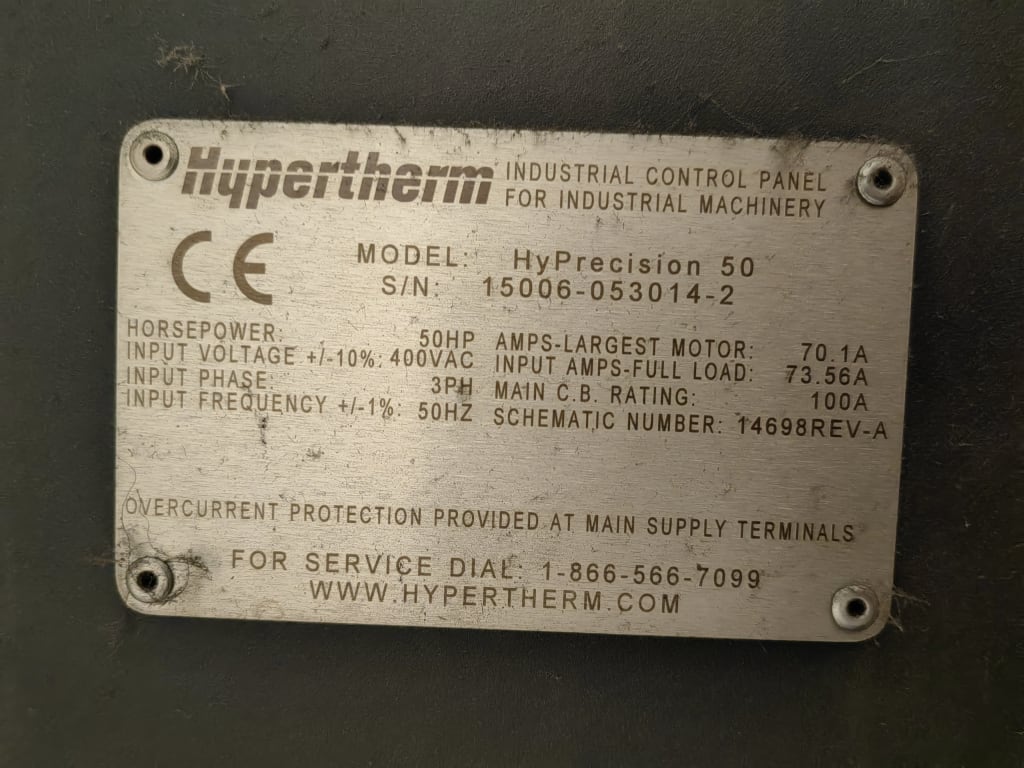 Hypertherm INDUSTRIAL CONTROL PANEL
FOR INDUSTRIAL MACHINERY
CE
MODEL: HyPrecision 50
S/N: 15006-053014-2
HORSEPOWER: 50HP
INPUT VOLTAGE +/-10%: 400VAC
INPUT PHASE: 3PH
INPUT FREQUENCY +/-1%: 50HZ
AMPS-LARGEST MOTOR: 70.1A
INPUT AMPS-FULL LOAD: 73.56A
MAIN C.B. RATING: 100A
SCHEMATIC NUMBER: 14698REV-A
OVERCURRENT PROTECTION PROVIDED AT MAIN SUPPLY TERMINALS
FOR SERVICE DIAL: 1-866-566-7099
WWW.HYPERTHERM.COM